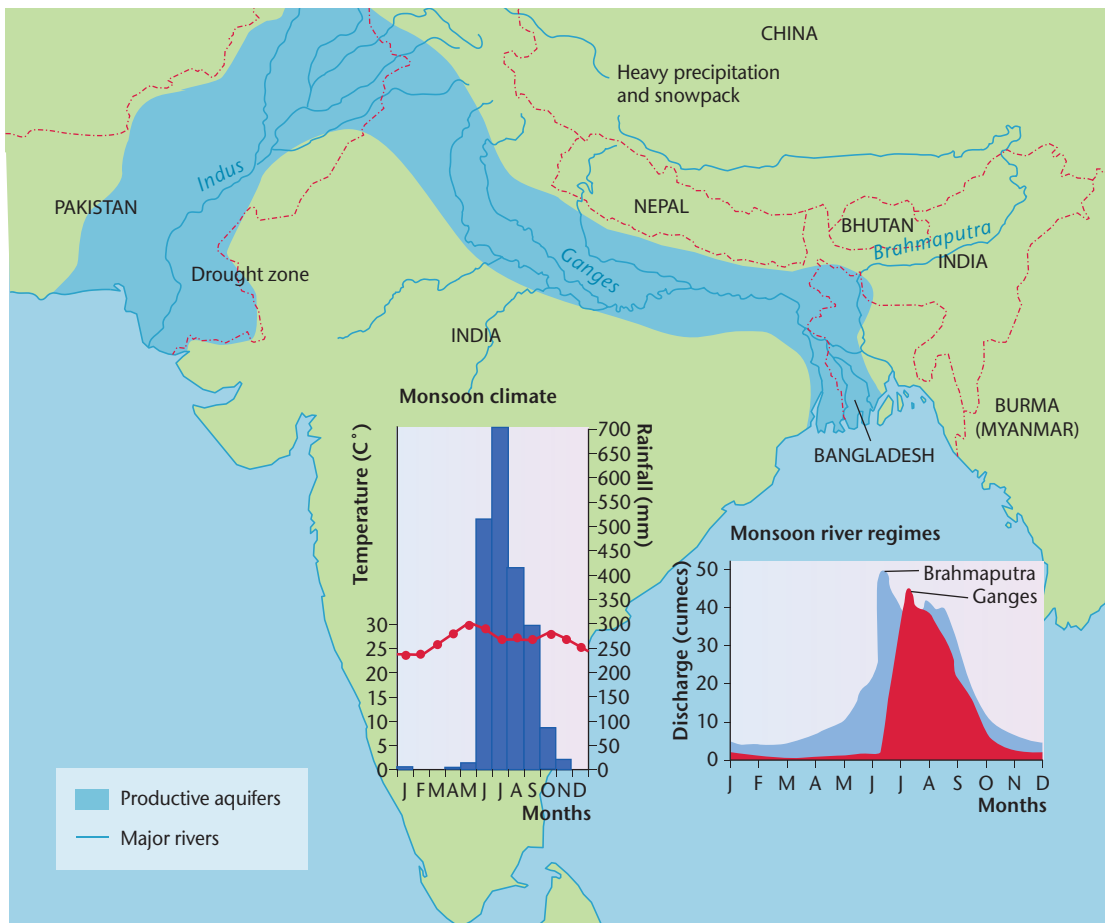 CHINA
Heavy precipitation
and snowpack
Indus
PAKISTAN
NEPAL
BHUTAN
Brahmaputra
INDIA
Drought zone
Ganges
INDIA
BURMA
(MYANMAR)
BANGLADESH
Monsoon climate
Temperature (C°)
Rainfall (mm)
700
650
600
550
500
450
400
350
300
250
200
150
100
50
0
30
25
20
15
10
5
0
J F M A M J J A S O N D
Months
Monsoon river regimes
Brahmaputra
Ganges
Discharge (cumecs)
50
40
30
20
10
0
J F M A M J J A S O N D
Months
Productive aquifers
Major rivers